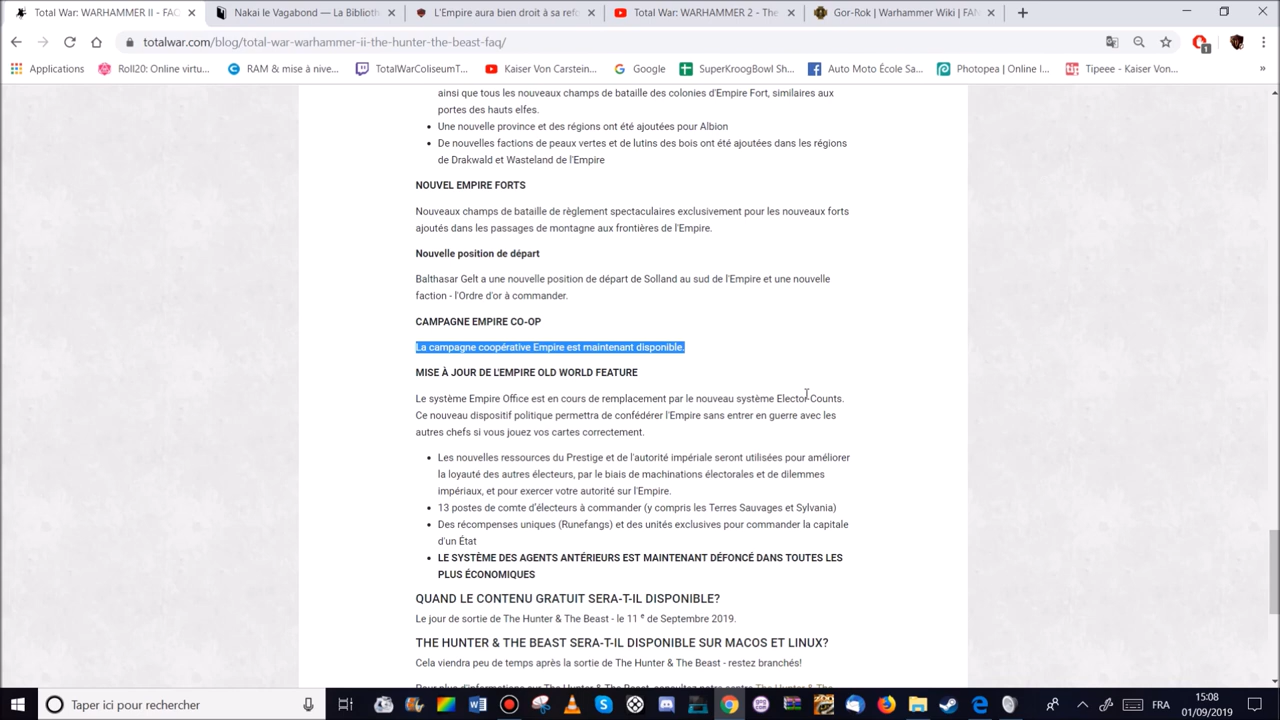 Total War: WARHAMMER II - FAQ
Nakai le Vagabond — La Biblioth
L'Empire aura bien droit à sa refo
Total War: WARHAMMER 2 - The
Gor-Rok | Warhammer Wiki | FAN
totalwar.com/blog/total-war-warhammer-ii-the-hunter-the-beast-faq/
1
Applications
Roll20: Online virtu...
RAM & mise à nive...
TotalWarColiseumT...
Kaiser Von Carstein...
Google
SuperKroogBowl Sh...
Auto Moto École Sa...
Photopea | Online I...
Tipeee - Kaiser Von...
»
ainsi que tous les nouveaux champs de bataille des colonies d'Empire Fort, similaires aux
portes des hauts elfes.
• Une nouvelle province et des régions ont été ajoutées pour Albion
• De nouvelles factions de peaux vertes et de lutins des bois ont été ajoutées dans les régions
de Drakwald et Wasteland de l'Empire
NOUVEL EMPIRE FORTS
Nouveaux champs de bataille de règlement spectaculaires exclusivement pour les nouveaux forts
ajoutés dans les passages de montagne aux frontières de l'Empire.
Nouvelle position de départ
Balthasar Gelt a une nouvelle position de départ de Solland au sud de l'Empire et une nouvelle
faction - l'Ordre d'or à commander.
CAMPAGNE EMPIRE CO-OP
La campagne coopérative Empire est maintenant disponible.
MISE À JOUR DE L'EMPIRE OLD WORLD FEATURE
Le système Empire Office est en cours de remplacement par le nouveau système Elector Counts.
Ce nouveau dispositif politique permettra de confédérer l'Empire sans entrer en guerre avec les
autres chefs si vous jouez vos cartes correctement.
• Les nouvelles ressources du Prestige et de l'autorité impériale seront utilisées pour améliorer
la loyauté des autres électeurs, par le biais de machinations électorales et de dilemmes
impériaux, et pour exercer votre autorité sur l'Empire.
• 13 postes de comte d'électeurs à commander (y compris les Terres Sauvages et Sylvania)
• Des récompenses uniques (Runefangs) et des unités exclusives pour commander la capitale
d'un État
• LE SYSTÈME DES AGENTS ANTÉRIEURS EST MAINTENANT DÉFONCÉ DANS TOUTES LES
PLUS ÉCONOMIQUES
QUAND LE CONTENU GRATUIT SERA-T-IL DISPONIBLE?
Le jour de sortie de The Hunter & The Beast - le 11 e de Septembre 2019.
THE HUNTER & THE BEAST SERA-T-IL DISPONIBLE SUR MACOS ET LINUX?
Cela viendra peu de temps après la sortie de The Hunter & The Beast - restez branchés!
Pour plus d'informations sur The Hunter & The Beast, consultez notre centre The Hunter & The
Taper ici pour rechercher
FRA
15:08
01/09/2019